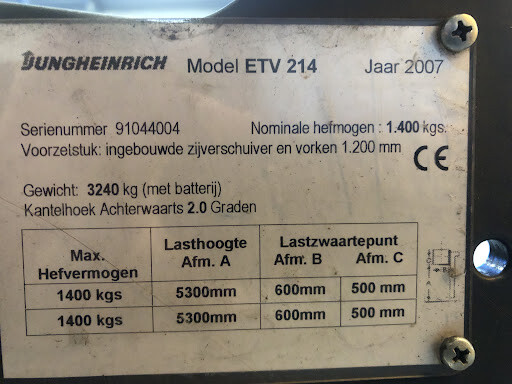 JUNGHEINRICH Model ETV 214 Jaar 2007
Serienummer 91044004 Nominale hefmogen : 1.400 kgs.
Voorzelstuk: ingebouwde zijverschuiver en vorken 1.200 mm
CE
Gewicht: 3240 kg (met batterij)
Kantelhoek Achterwaarts 2.0 Graden
Max. Hefvermogen Lasthoogte Afm. A Lastzwaartepunt Afm. B Afm. C
1400 kgs 5300mm 600mm 500 mm
1400 kgs 5300mm 600mm 500 mm